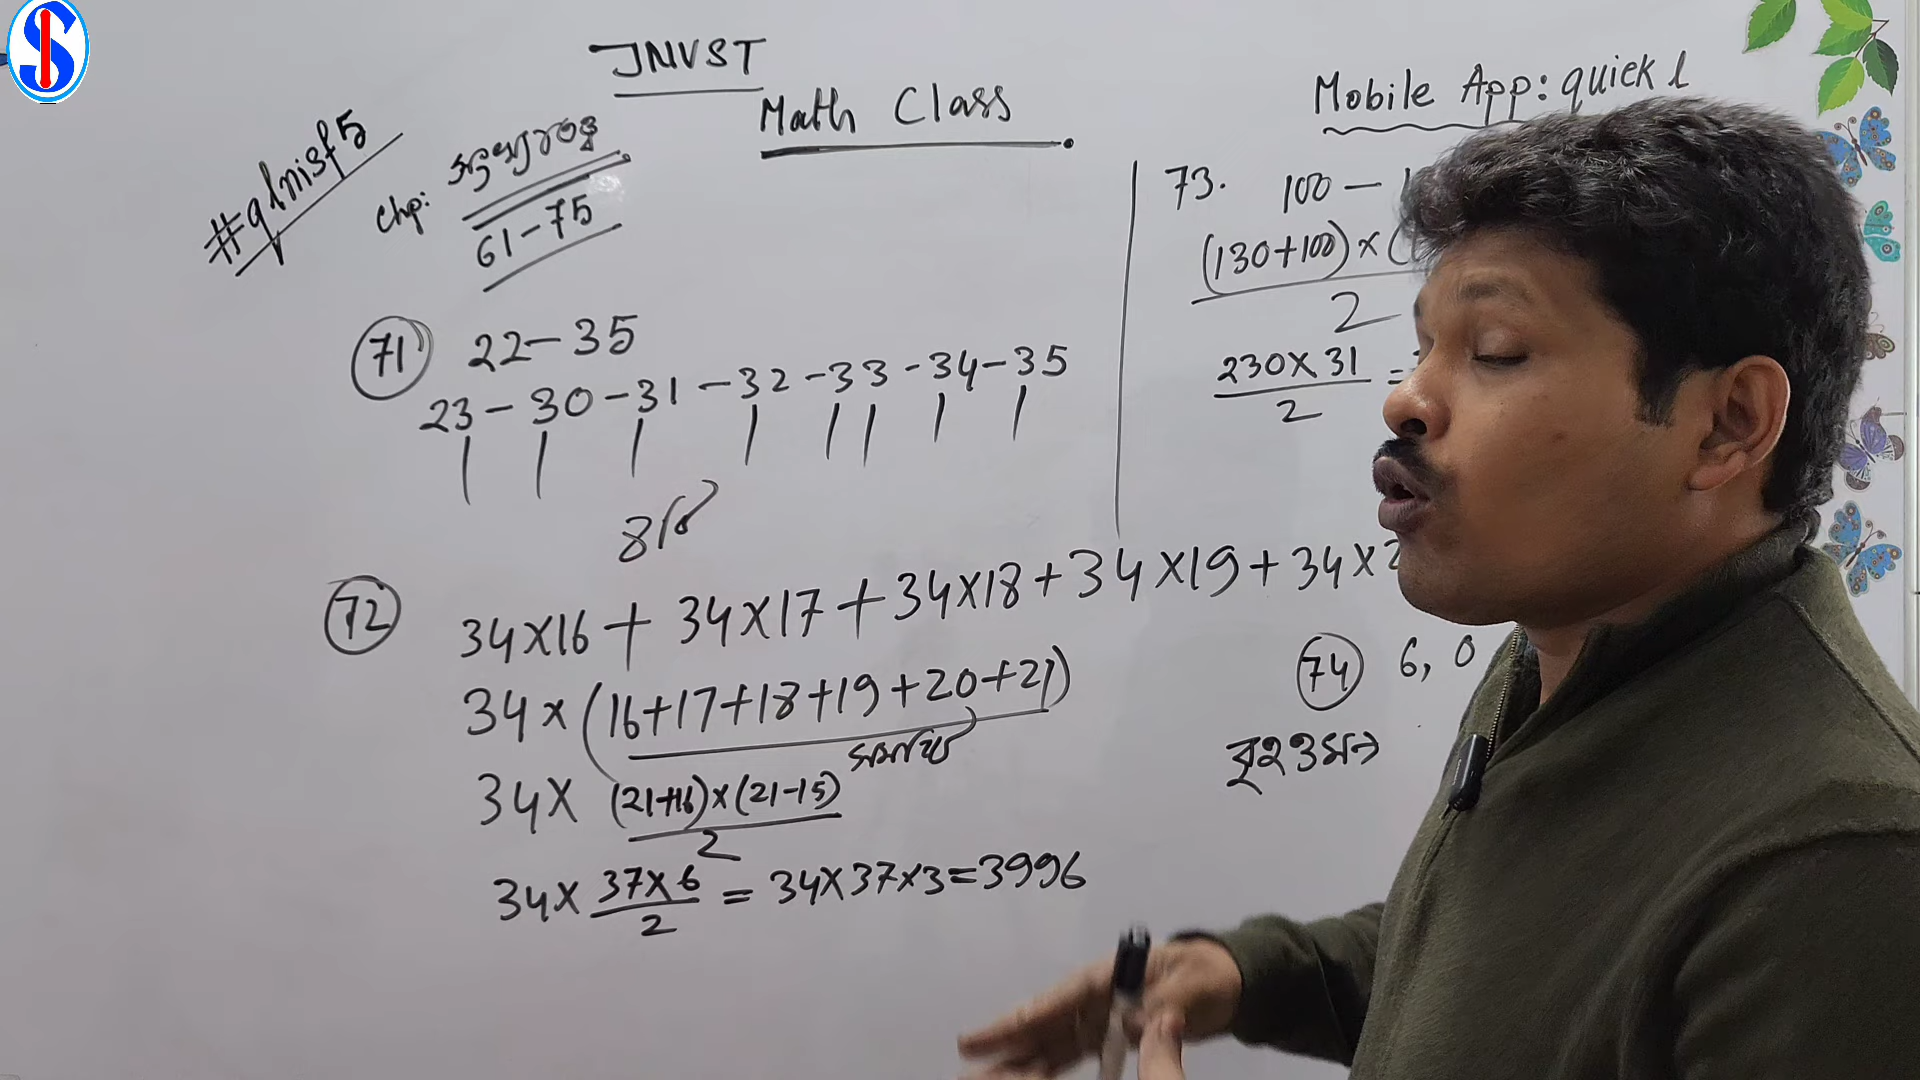 JNVST
Math Class
#qlnisf5
Chp:
61-75
71 22-35
23-30-31-32-33-34-35
8টি
72 34×16+34×17+34×18+34×19+34×2
34×(16+17+18+19+20+21)
34×(21+16)×(21-15)
2
34×37×6=34×37×3=3996
2
Mobile App: quick l
73. 100-1
(130+100)×(
2
230×31=
2
74 6, 0